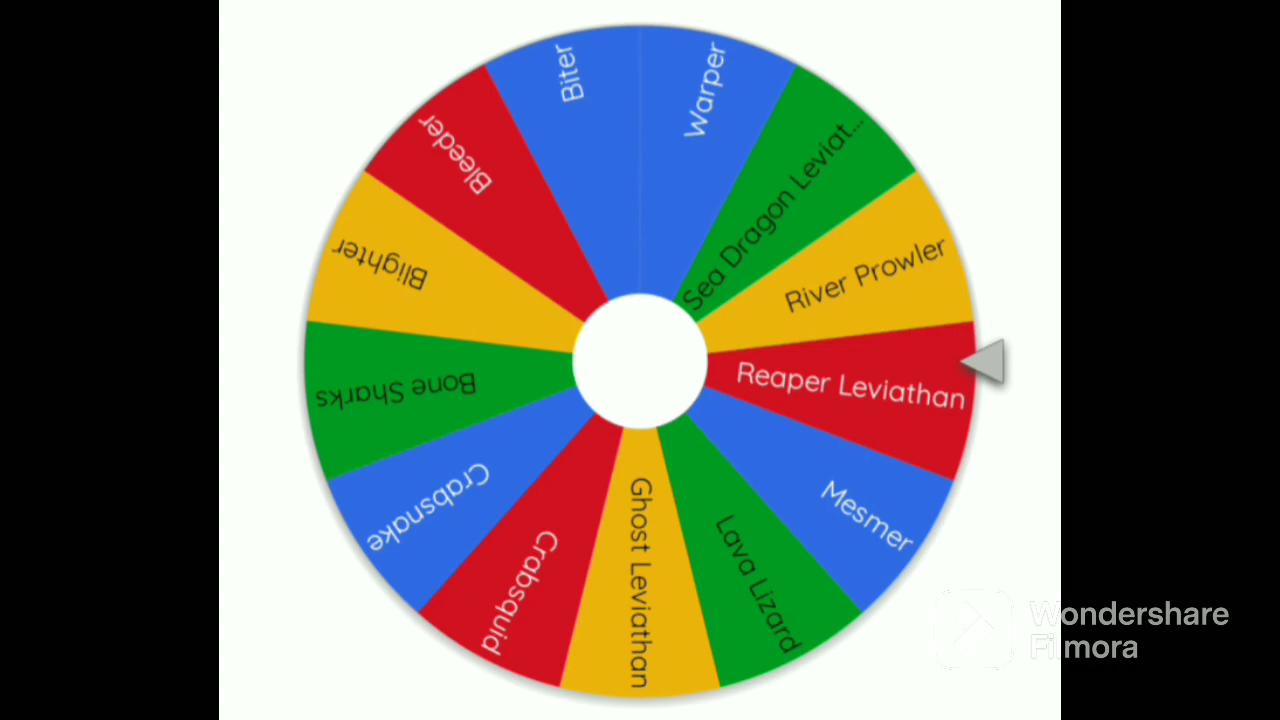 Biter
Warper
Sea Dragon Leviat...
River Prowler
Reaper Leviathan
Mesmer
Lava Lizard
Ghost Leviathan
Crabsquid
Crabsnake
Bone Sharks
Blighter
Bleeder
Wondershare
Filmora